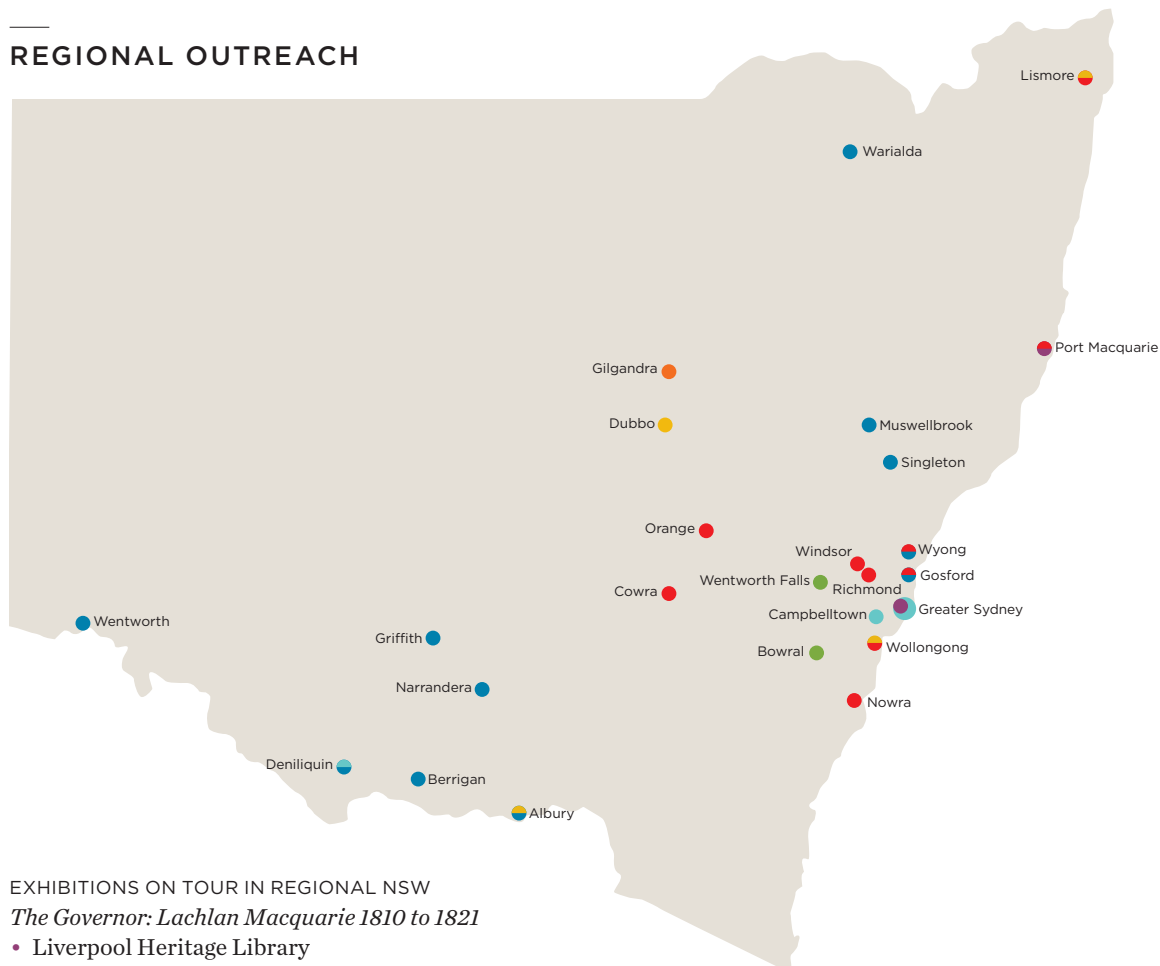 REGIONAL OUTREACH
Lismore
Warialda
Port Macquarie
Gilgandra
Dubbo
Muswellbrook
Singleton
Orange
Windsor
Wyong
Wentworth Falls
Gosford
Richmond
Cowra
Greater Sydney
Campbelltown
Wentworth
Griffith
Wollongong
Bowral
Narrandera
Nowra
Deniliquin
Berrigan
Albury
EXHIBITIONS ON TOUR IN REGIONAL NSW
The Governor: Lachlan Macquarie 1810 to 1821
• Liverpool Heritage Library